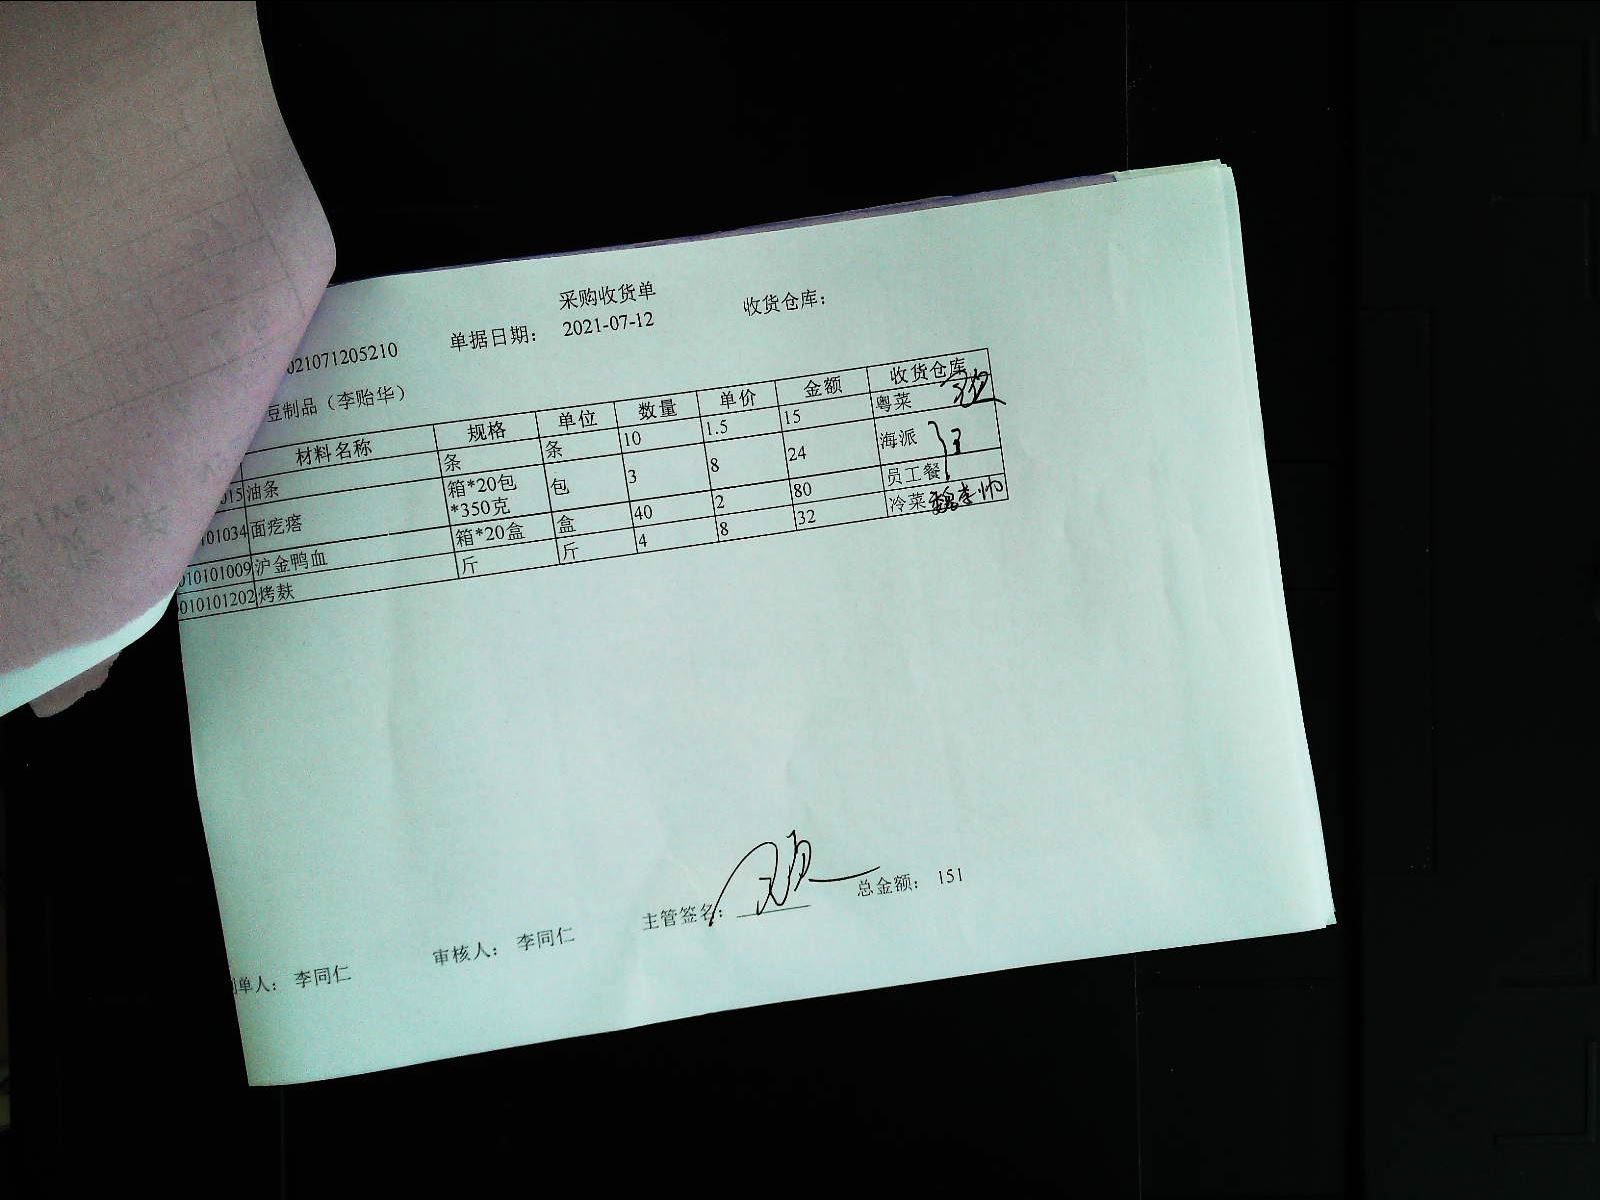 采购收货单
021071205210 单据日期： 2021-07-12 收货仓库：
豆制品（李贻华）
材料名称 规格 单位 数量 单价 金额 收货仓库
015 油条 条 条 10 1.5 15 粤菜
101034 面疙瘩 箱*20包*350克 包 3 8 24 海派
010101009 沪金鸭血 箱*20盒 盒 40 2 80 员工餐
010101202 烤麸 斤 斤 4 8 32 冷菜
单人： 李同仁 审核人： 李同仁 主管签名： 总金额： 151